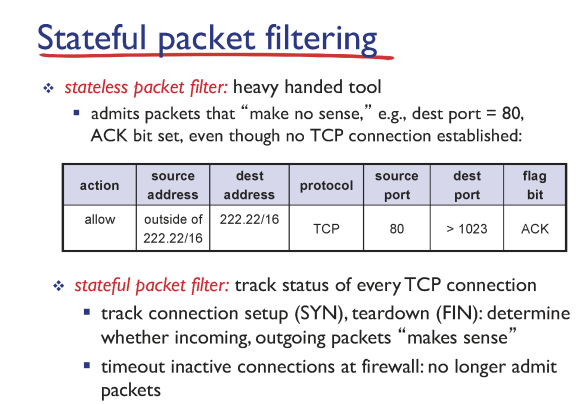 Stateful packet filtering
❖ stateless packet filter: heavy handed tool
▪ admits packets that “make no sense,” e.g., dest port = 80,
ACK bit set, even though no TCP connection established:
action source address dest address protocol source port dest port flag bit
allow outside of 222.22/16 222.22/16 TCP 80 > 1023 ACK
❖ stateful packet filter: track status of every TCP connection
▪ track connection setup (SYN), teardown (FIN): determine
whether incoming, outgoing packets “makes sense”
▪ timeout inactive connections at firewall: no longer admit
packets